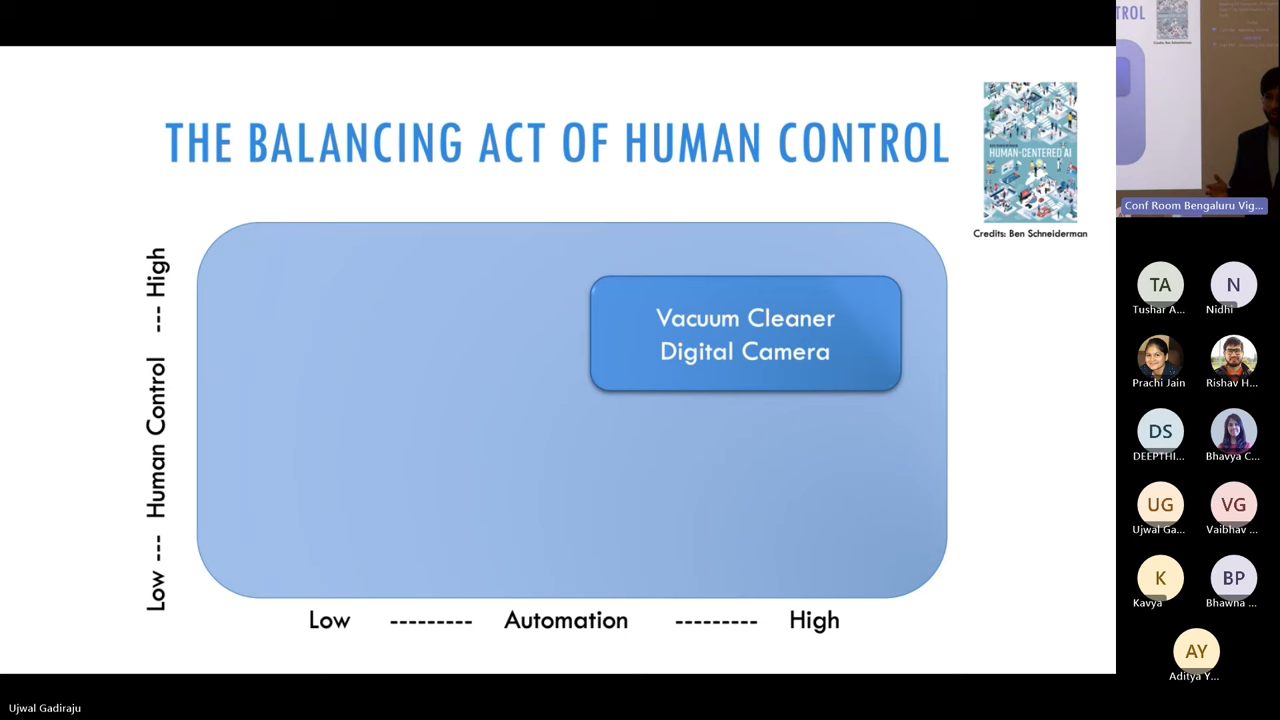 THE BALANCING ACT OF HUMAN CONTROL
HUMAN-CENTERED AI
Credits: Ben Schneiderman
Vacuum Cleaner
Digital Camera
Low --- Human Control --- High
Low --------- Automation --------- High
Ujwal Gadiraju
TROL
Conf Room Bengaluru Vig...
TA
Tushar A...
N
Nidhi
Prachi Jain
Rishav H...
DS
DEEPTHI...
Bhavya C...
UG
Ujwal Ga...
VG
Vaibhav ...
K
Kavya
BP
Bhawna ...
AY
Aditya Y...